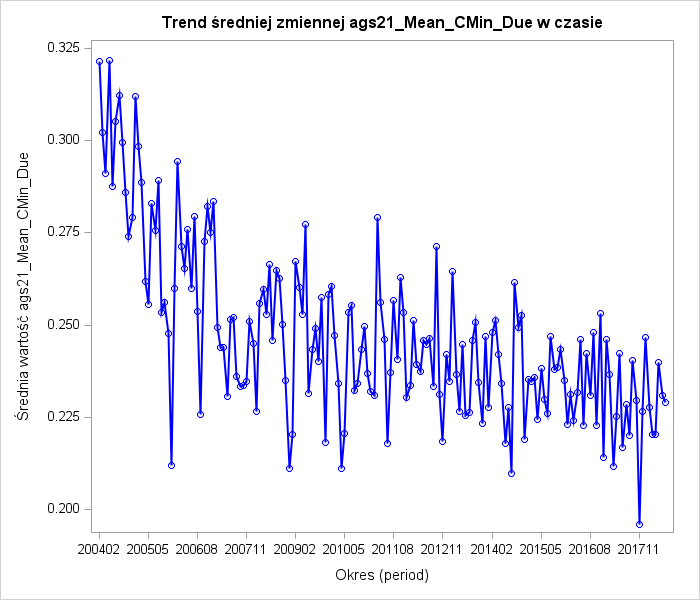 Trend średniej zmiennej ags21_Mean_CMin_Due w czasie
Średnia wartość ags21_Mean_CMin_Due
0.325
0.300
0.275
0.250
0.225
0.200
200402 200505 200608 200711 200902 201005 201108 201211 201402 201505 201608 201711
Okres (period)